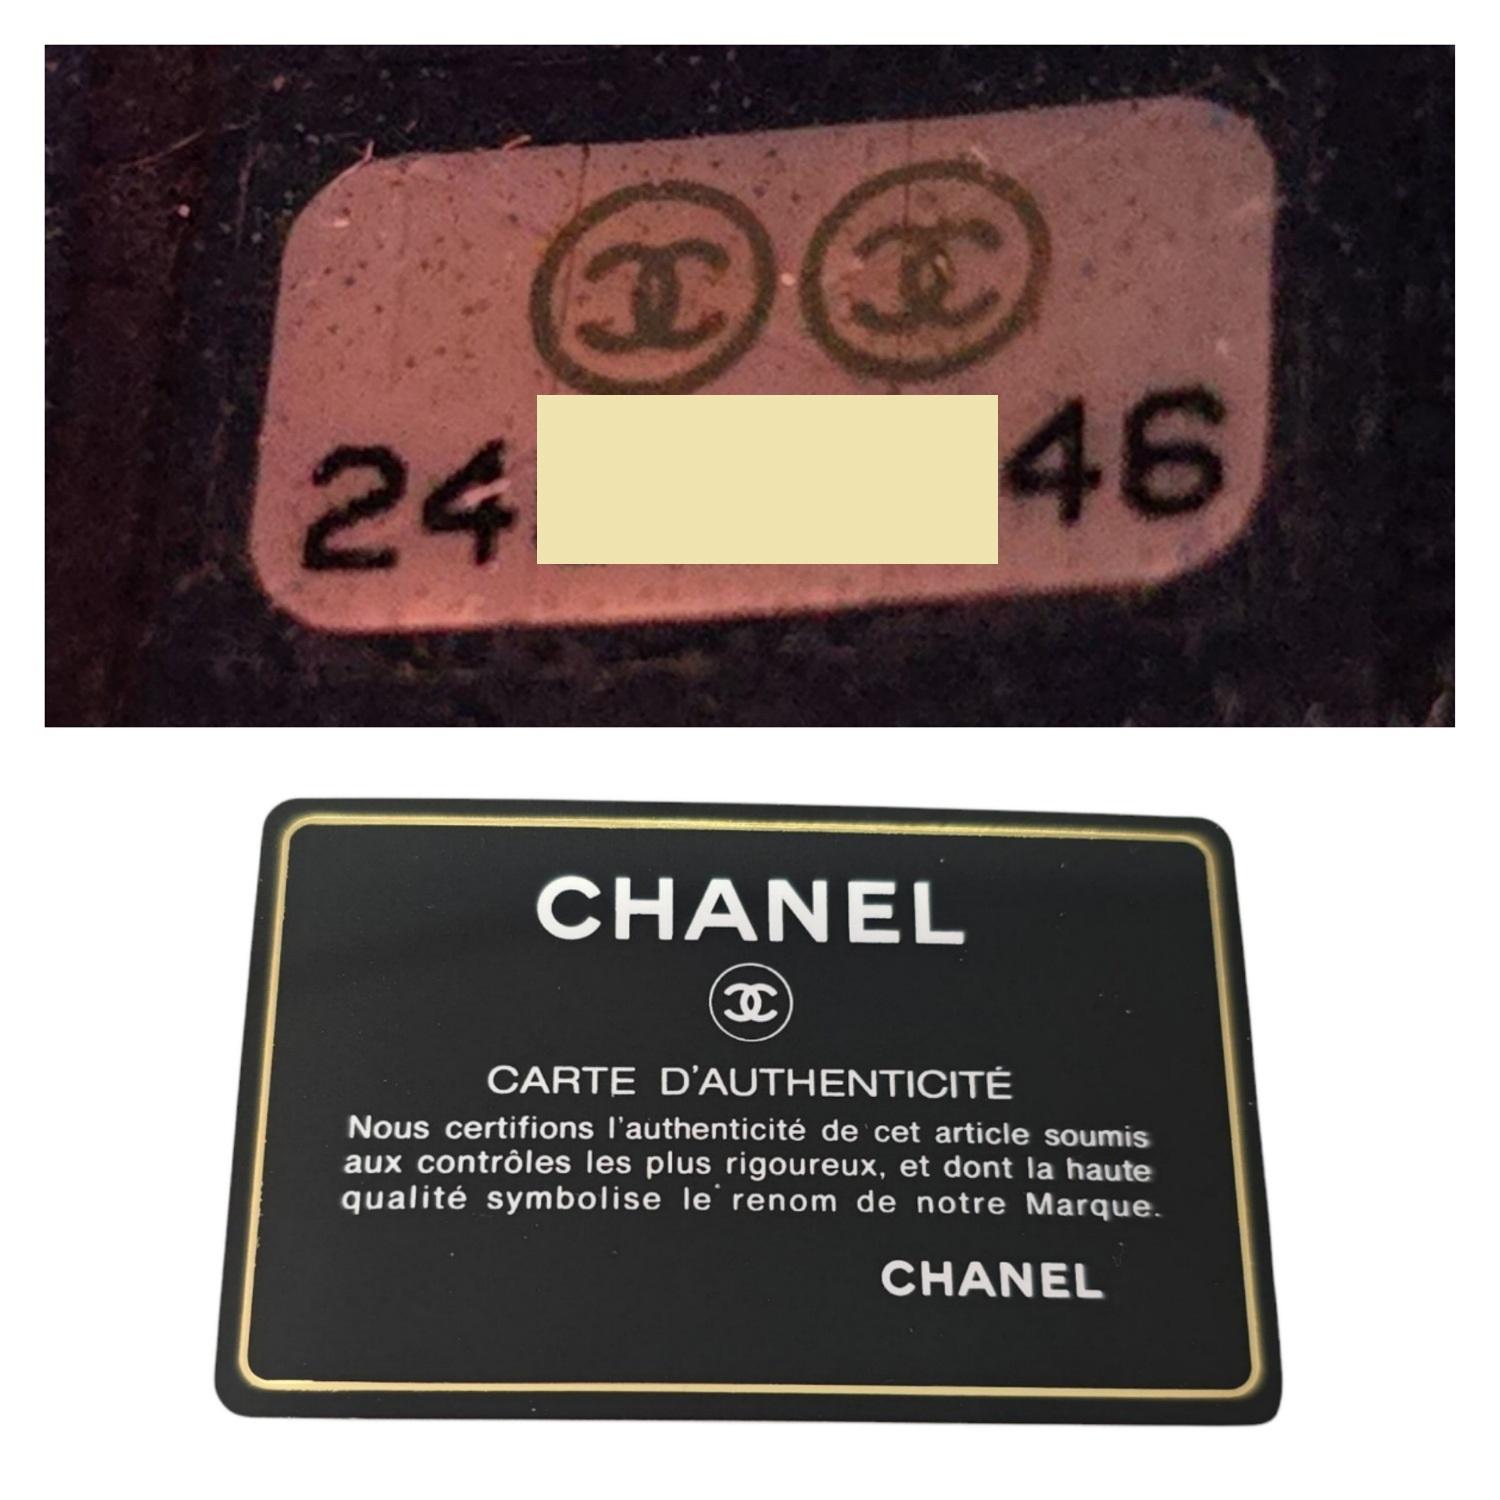 24
46
CHANEL
CARTE D'AUTHENTICITÉ
Nous certifions l'authenticité de cet article soumis
aux contrôles les plus rigoureux, et dont la haute
qualité symbolise le renom de notre Marque.
CHANEL